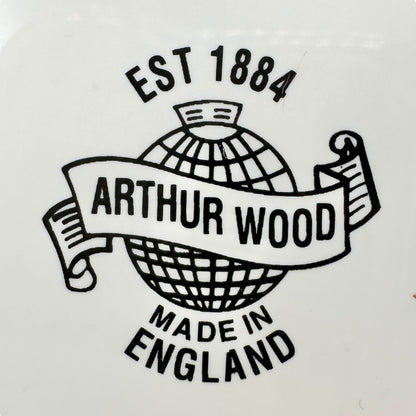 EST 1884
ARTHUR WOOD
MADE IN
ENGLAND